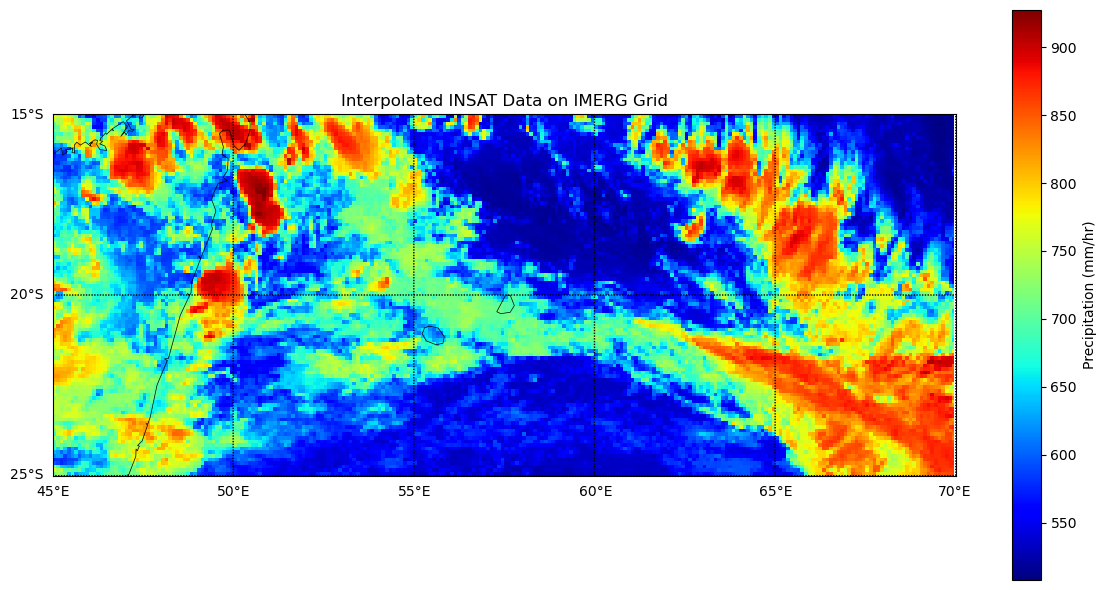 Interpolated INSAT Data on IMERG Grid
15°S
20°S
25°S
45°E
50°E
55°E
60°E
65°E
70°E
900
850
800
750
700
650
600
550
Precipitation (mm/hr)